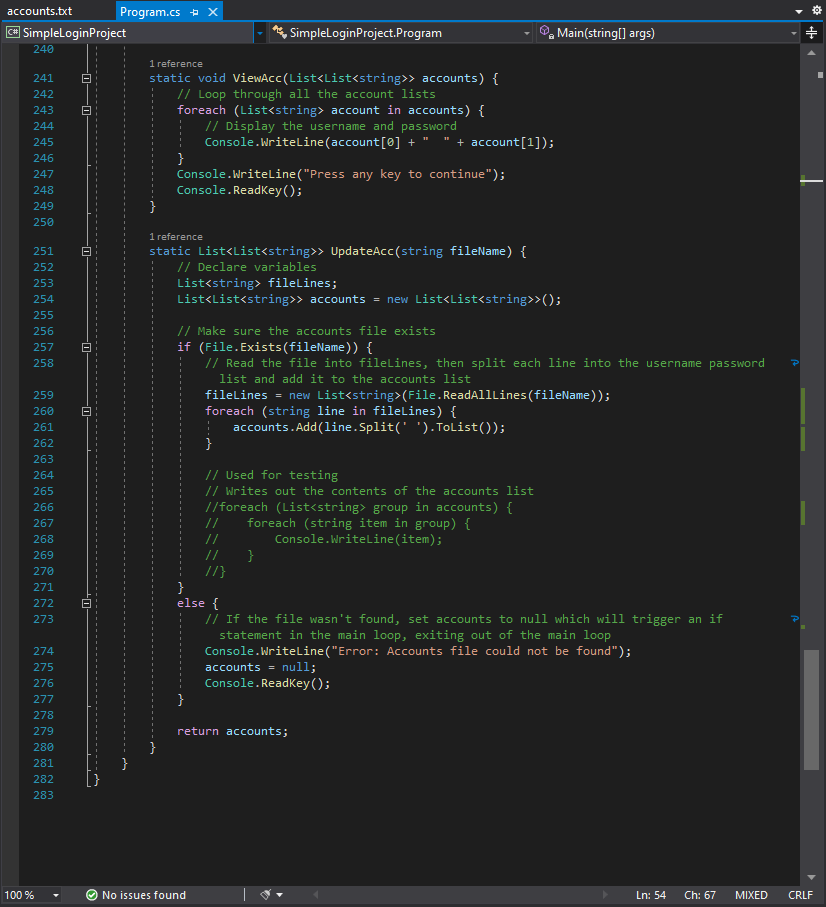 accounts.txt
Program.cs
C# SimpleLoginProject
SimpleLoginProject.Program
Main(string[] args)
240
1 reference
241 static void ViewAcc(List<List<string>> accounts) {
242 // Loop through all the account lists
243 foreach (List<string> account in accounts) {
244 // Display the username and password
245 Console.WriteLine(account[0] + "  " + account[1]);
246 }
247 Console.WriteLine("Press any key to continue");
248 Console.ReadKey();
249 }
250
1 reference
251 static List<List<string>> UpdateAcc(string fileName) {
252 // Declare variables
253 List<string> fileLines;
254 List<List<string>> accounts = new List<List<string>>();
255
256 // Make sure the accounts file exists
257 if (File.Exists(fileName)) {
258 // Read the file into fileLines, then split each line into the username password
list and add it to the accounts list
259 fileLines = new List<string>(File.ReadAllLines(fileName));
260 foreach (string line in fileLines) {
261 accounts.Add(line.Split(' ').ToList());
262 }
263
264 // Used for testing
265 // Writes out the contents of the accounts list
266 //foreach (List<string> group in accounts) {
267 //    foreach (string item in group) {
268 //        Console.WriteLine(item);
269 //    }
270 //}
271 }
272 else {
273 // If the file wasn't found, set accounts to null which will trigger an if
statement in the main loop, exiting out of the main loop
274 Console.WriteLine("Error: Accounts file could not be found");
275 accounts = null;
276 Console.ReadKey();
277 }
278
279 return accounts;
280 }
281 }
282 }
283
100 % No issues found Ln: 54 Ch: 67 MIXED CRLF